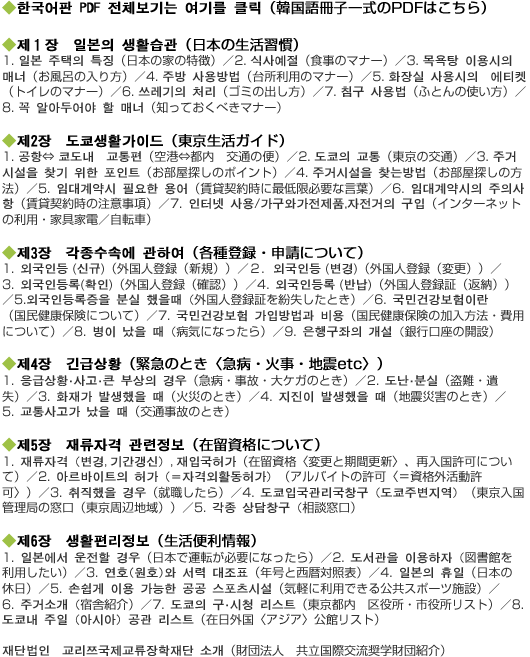 ◆한국어판 PDF 전체보기는 여기를 클릭（韓国語冊子一式のPDFはこちら）
◆제１장　일본의 생활습관（日本の生活習慣）
1. 일본 주택의 특징（日本の家の特徴）／2. 식사예절（食事のマナー）／3. 목욕탕 이용시의
매너（お風呂の入り方）／4. 주방 사용방법（台所利用のマナー）／5. 화장실 사용시의　에티켓
（トイレのマナー）／6. 쓰레기의 처리（ゴミの出し方）／7. 침구 사용법（ふとんの使い方）／
8. 꼭 알아두어야 할 매너（知っておくべきマナー）
◆제2장　도쿄생활가이드（東京生活ガイド）
1. 공항⇔ 코도내　교통편（空港⇔都内　交通の便）／2. 도쿄의 교통（東京の交通）／3. 주거
시설을 찾기 위한 포인트（お部屋探しのポイント）／4. 주거시설을 찾는방법（お部屋探しの方
法）／5. 임대계약시 필요한 용어（賃貸契約時に最低限必要な言葉）／6. 임대계약시의 주의사
항（賃貸契約時の注意事項）／7. 인터넷 사용/가구와가전제품,자전거의 구입（インターネット
の利用・家具家電／自転車）
◆제3장　각종수속에 관하여（各種登録・申請について）
1. 외국인등 (신규)（外国人登録（新規））／2. 외국인등 (변경)（外国人登録（変更））／
3. 외국인등록(확인)（外国人登録（確認））／4. 외국인등록 (반납)（外国人登録証（返納））
／5.외국인등록증을 분실 했을때（外国人登録証を紛失したとき）／6. 국민건강보험이란
（国民健康保険について）／7. 국민건강보험 가입방법과 비용（国民健康保険の加入方法・費用
について）／8. 병이 났을 때（病気になったら）／9. 은행구좌의 개설（銀行口座の開設）
◆제4장　긴급상황（緊急のとき〈急病・火事・地震etc〉）
1. 응급상황·사고·큰 부상의 경우（急病・事故・大ケガのとき）／2. 도난·분실（盗難・遺
失）／3. 화재가 발생했을 때（火災のとき）／4. 지진이 발생했을 때（地震災害のとき）／
5. 교통사고가 났을 때（交通事故のとき）
◆제5장　재류자격 관련정보（在留資格について）
1. 재류자격（변경, 기간갱신）, 재입국허가（在留資格〈変更と期間更新〉、再入国許可につい
て）／2. 아르바이트의 허가（=자격외활동허가）（アルバイトの許可〈=資格外活動許
可〉）／3. 취직했을 경우（就職したら）／4. 도쿄입국관리국창구（도쿄주변지역）（東京入国
管理局の窓口（東京周辺地域））／5. 각종 상담창구（相談窓口）
◆제6장　생활편리정보（生活便利情報）
1. 일본에서 운전할 경우（日本で運転が必要になったら）／2. 도서관을 이용하자（図書館を
利用したい）／3. 연호(원호)와 서력 대조표（年号と西暦対照表）／4. 일본의 휴일（日本の
休日）／5. 손쉽게 이용 가능한 공공 스포츠시설（気軽に利用できる公共スポーツ施設）／
6. 주거소개（宿舎紹介）／7. 도쿄의 구·시청 리스트（東京都内　区役所・市役所リスト）／8.
도쿄내 주일（아시아）공관 리스트（在日外国〈アジア〉公館リスト）
재단법인　교리쯔국제교류장학재단 소개（財団法人　共立国際交流奨学財団紹介）